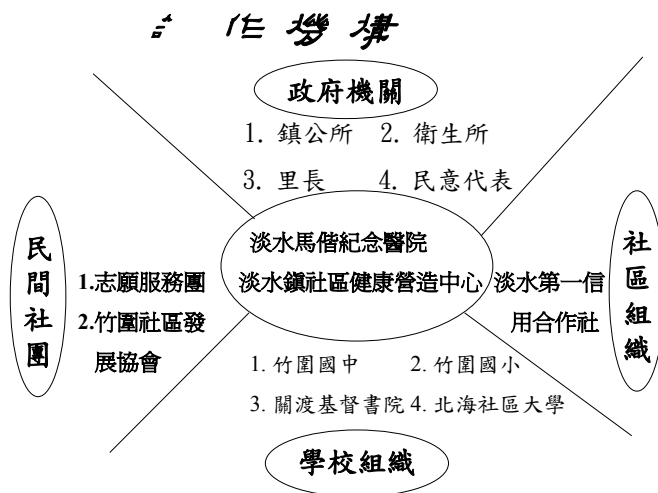 作機構
政府機關
1. 鎮公所 2. 衛生所
3. 里長 4. 民意代表
民間社團
1.志願服務團
2.竹圍社區發
展協會
淡水馬偕紀念醫院
淡水鎮社區健康營造中心
淡水第一信
用合作社
社區組織
1. 竹圍國中 2. 竹圍國小
3. 關渡基督書院 4. 北海社區大學
學校組織